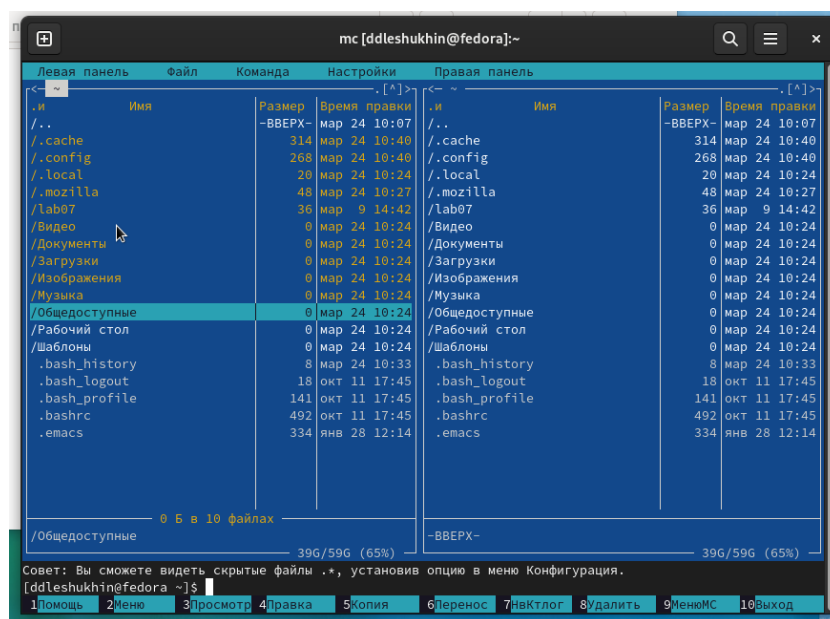 mc [ddleshukhin@fedora]:~
Левая панель Файл Команда Настройки Правая панель
<— ~ .[^]> <— ~ .[^]>
.и Имя Размер Время правки .и Имя Размер Время правки
/.. -ВВЕРХ- мар 24 10:07 /.. -ВВЕРХ- мар 24 10:07
/.cache 314 мар 24 10:40 /.cache 314 мар 24 10:40
/.config 268 мар 24 10:40 /.config 268 мар 24 10:40
/.local 20 мар 24 10:24 /.local 20 мар 24 10:24
/.mozilla 48 мар 24 10:27 /.mozilla 48 мар 24 10:27
/lab07 36 мар 9 14:42 /lab07 36 мар 9 14:42
/Видео 0 мар 24 10:24 /Видео 0 мар 24 10:24
/Документы 0 мар 24 10:24 /Документы 0 мар 24 10:24
/Загрузки 0 мар 24 10:24 /Загрузки 0 мар 24 10:24
/Изображения 0 мар 24 10:24 /Изображения 0 мар 24 10:24
/Музыка 0 мар 24 10:24 /Музыка 0 мар 24 10:24
/Общедоступные 0 мар 24 10:24 /Общедоступные 0 мар 24 10:24
/Рабочий стол 0 мар 24 10:24 /Рабочий стол 0 мар 24 10:24
/Шаблоны 0 мар 24 10:24 /Шаблоны 0 мар 24 10:24
.bash_history 8 мар 24 10:33 .bash_history 8 мар 24 10:33
.bash_logout 18 окт 11 17:45 .bash_logout 18 окт 11 17:45
.bash_profile 141 окт 11 17:45 .bash_profile 141 окт 11 17:45
.bashrc 492 окт 11 17:45 .bashrc 492 окт 11 17:45
.emacs 334 янв 28 12:14 .emacs 334 янв 28 12:14
0 Б в 10 файлах
/Общедоступные -ВВЕРХ-
39G/59G (65%) 39G/59G (65%)
Совет: Вы сможете видеть скрытые файлы .*, установив опцию в меню Конфигурация.
[ddleshukhin@fedora ~]$
1Помощь 2Меню 3Просмотр 4Правка 5Копия 6Перенос 7НвКтлог 8Удалить 9МенюMC 10Выход